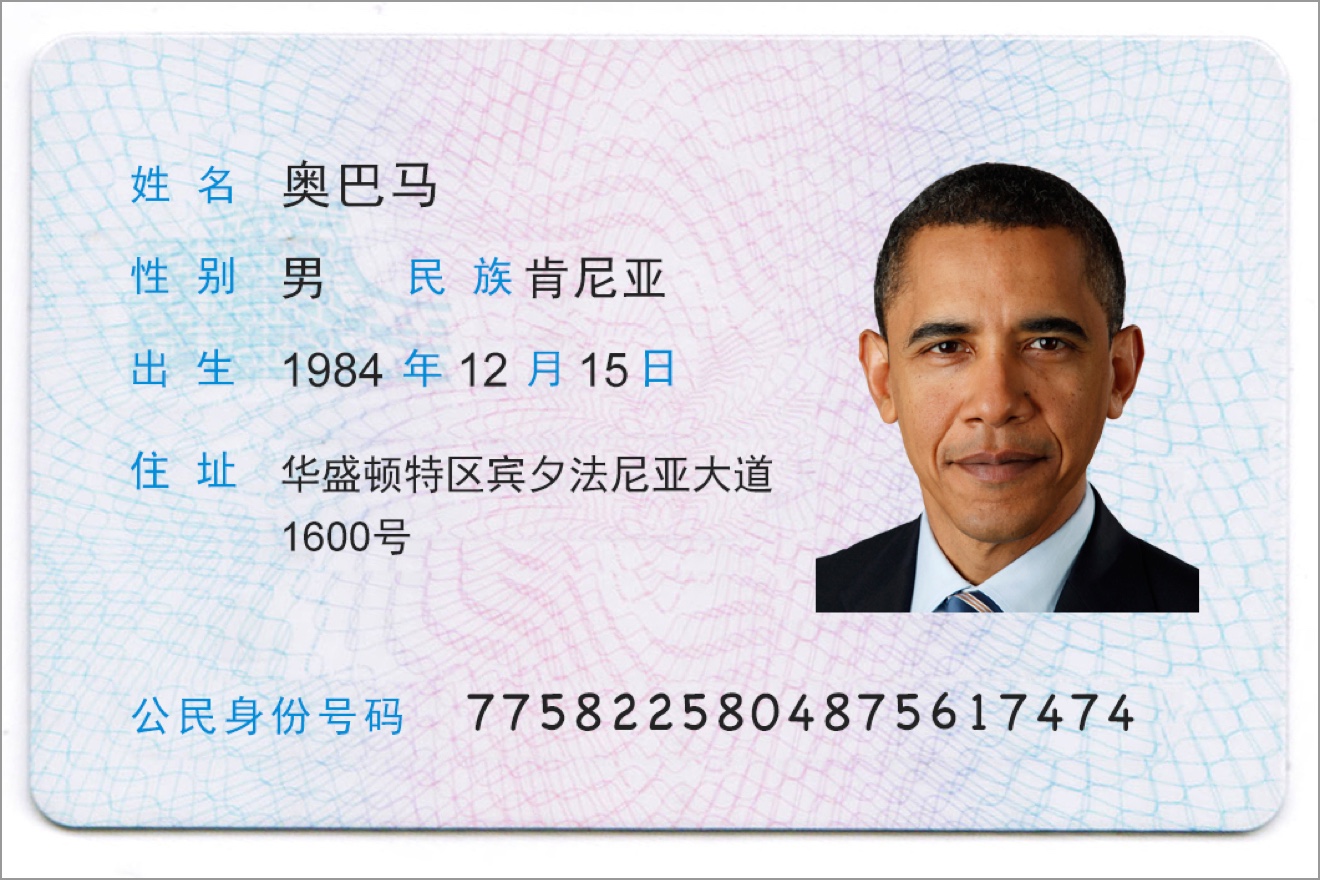 姓 名 奥巴马
性 别 男 民 族 肯尼亚
出 生 1984 年 12 月 15 日
住 址 华盛顿特区宾夕法尼亚大道
1600号
公民身份号码 7758225804875617474